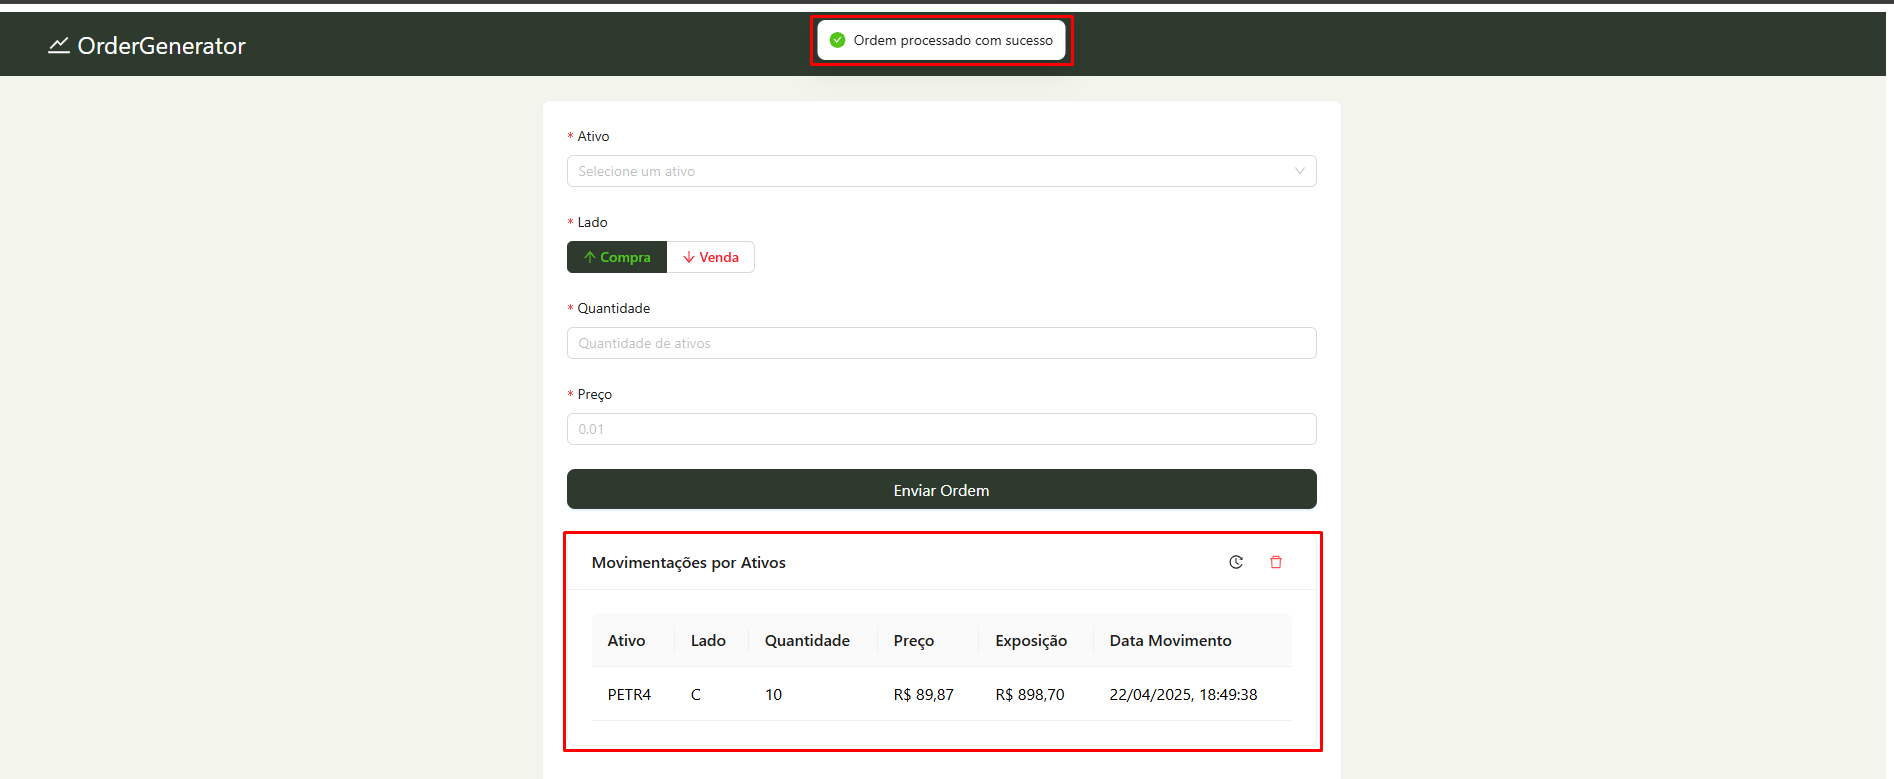 OrderGenerator
Ordem processado com sucesso
* Ativo
Selecione um ativo
* Lado
Compra
Venda
* Quantidade
Quantidade de ativos
* Preço
0.01
Enviar Ordem
Movimentações por Ativos
Ativo Lado Quantidade Preço Exposição Data Movimento
PETR4 C 10 R$ 89,87 R$ 898,70 22/04/2025, 18:49:38